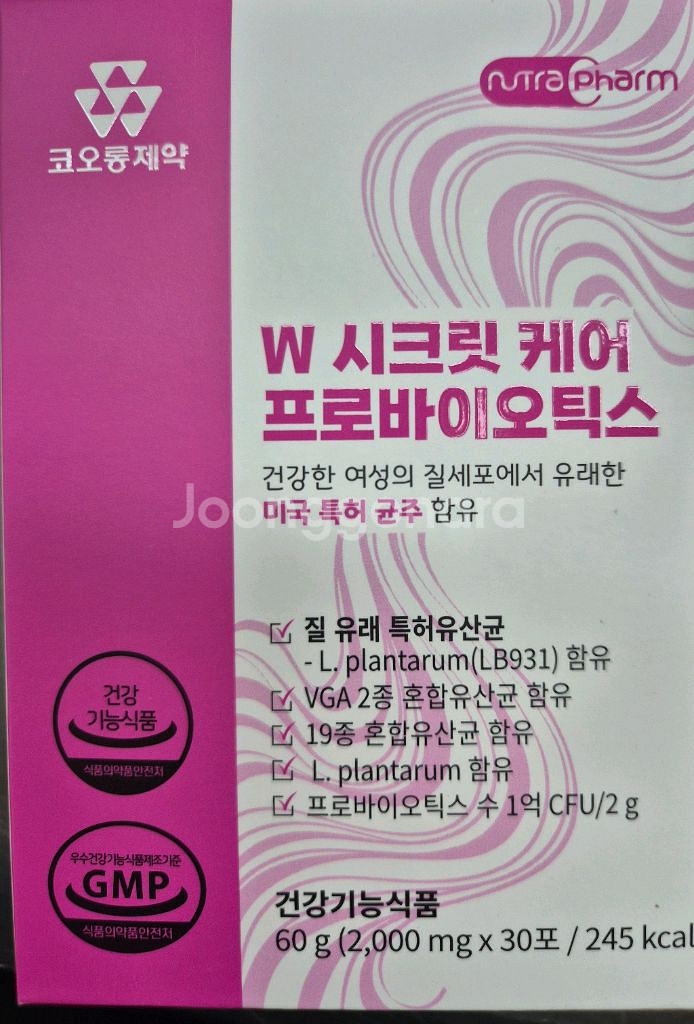 코오롱제약
nutraPharm
W 시크릿 케어
프로바이오틱스
건강한 여성의 질세포에서 유래한
미국 특허 균주 함유
Joonggonara
질 유래 특허유산균
- L. plantarum(LB931) 함유
VGA 2종 혼합유산균 함유
19종 혼합유산균 함유
L. plantarum 함유
프로바이오틱스 수 1억 CFU/2 g
건강
기능식품
식품의약품안전처
우수건강기능식품제조기준
GMP
식품의약품안전처
건강기능식품
60 g (2,000 mg x 30포 / 245 kcal